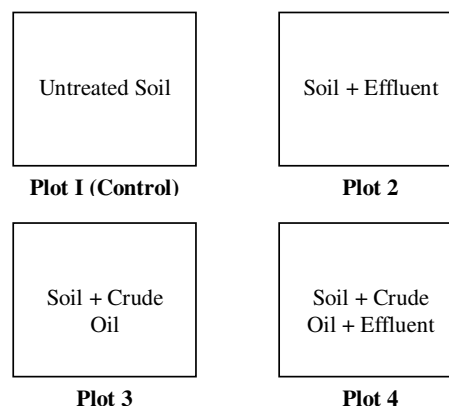 Untreated Soil
Soil + Effluent
Plot I (Control)
Plot 2
Soil + Crude
Oil
Soil + Crude
Oil + Effluent
Plot 3
Plot 4